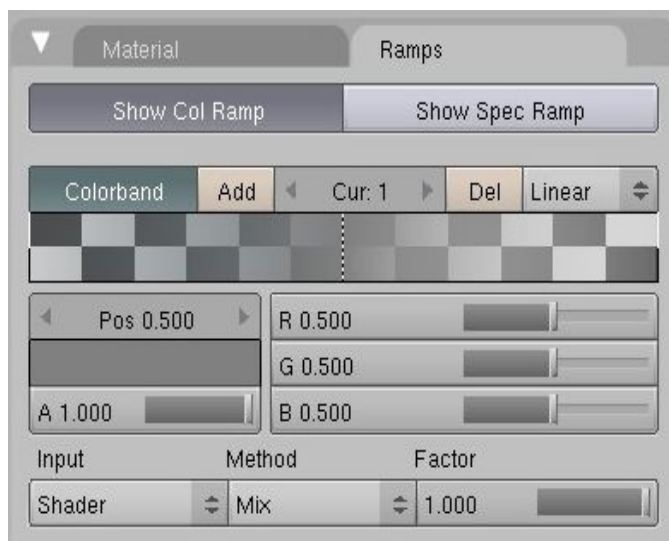 Material Ramps
Show Col Ramp Show Spec Ramp
Colorband Add Cur: 1 Del Linear
Pos 0.500 R 0.500
G 0.500
A 1.000 B 0.500
Input Method Factor
Shader Mix 1.000